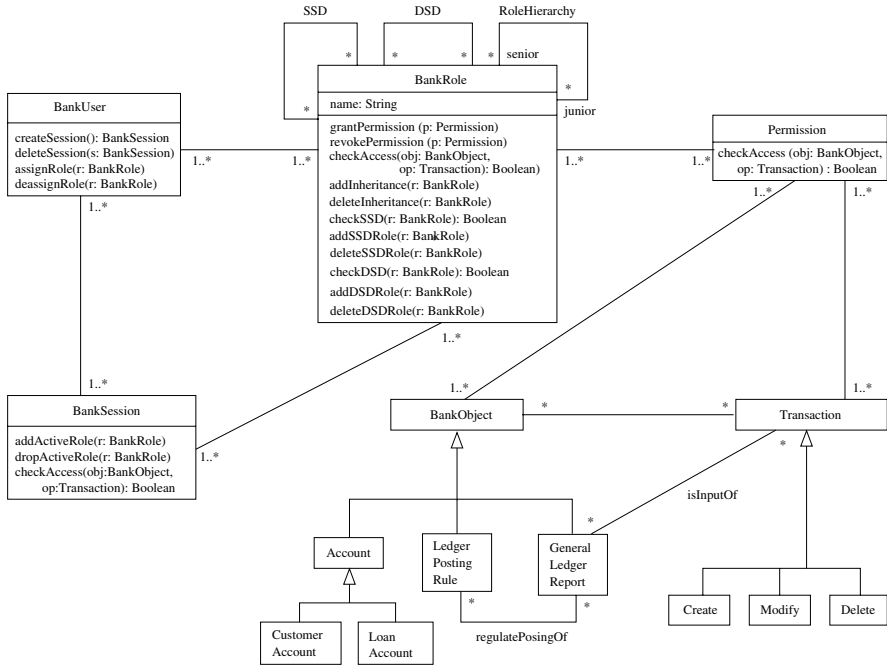 SSD
DSD
RoleHierarchy
*
*
*
*
*
senior
*
junior
BankRole
name: String
grantPermission (p: Permission)
revokePermission (p: Permission)
checkAccess(obj: BankObject,
op: Transaction): Boolean)
addInheritance(r: BankRole)
deleteInheritance(r: BankRole)
checkSSD(r: BankRole): Boolean
addSSDRole(r: BankRole)
deleteSSDRole(r: BankRole)
checkDSD(r: BankRole): Boolean
addDSDRole(r: BankRole)
deleteDSDRole(r: BankRole)
BankUser
createSession(): BankSession
deleteSession(s: BankSession)
assignRole(r: BankRole)
deassignRole(r: BankRole)
1..*
1..*
1..*
1..*
Permission
checkAccess (obj: BankObject,
op: Transaction) : Boolean
1..*
1..*
1..*
1..*
1..*
BankSession
addActiveRole(r: BankRole)
dropActiveRole(r: BankRole)
checkAccess(obj:BankObject,
op:Transaction): Boolean
1..*
1..*
1..*
BankObject
*
*
Transaction
*
isInputOf
*
Account
Ledger
Posting
Rule
General
Ledger
Report
*
*
regulatePosingOf
Customer
Account
Loan
Account
Create
Modify
Delete